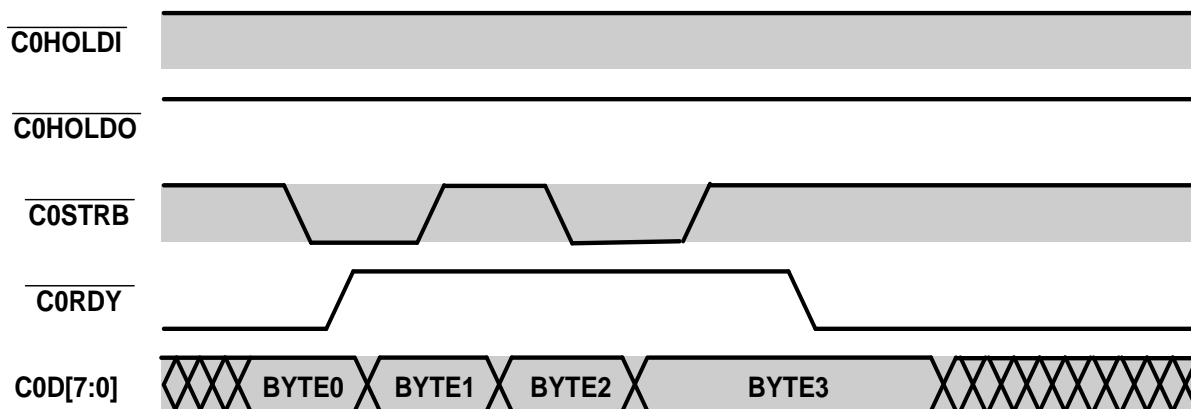 C0HOLDI
C0HOLDO
C0STRB
C0RDY
C0D[7:0] BYTE0 BYTE1 BYTE2 BYTE3